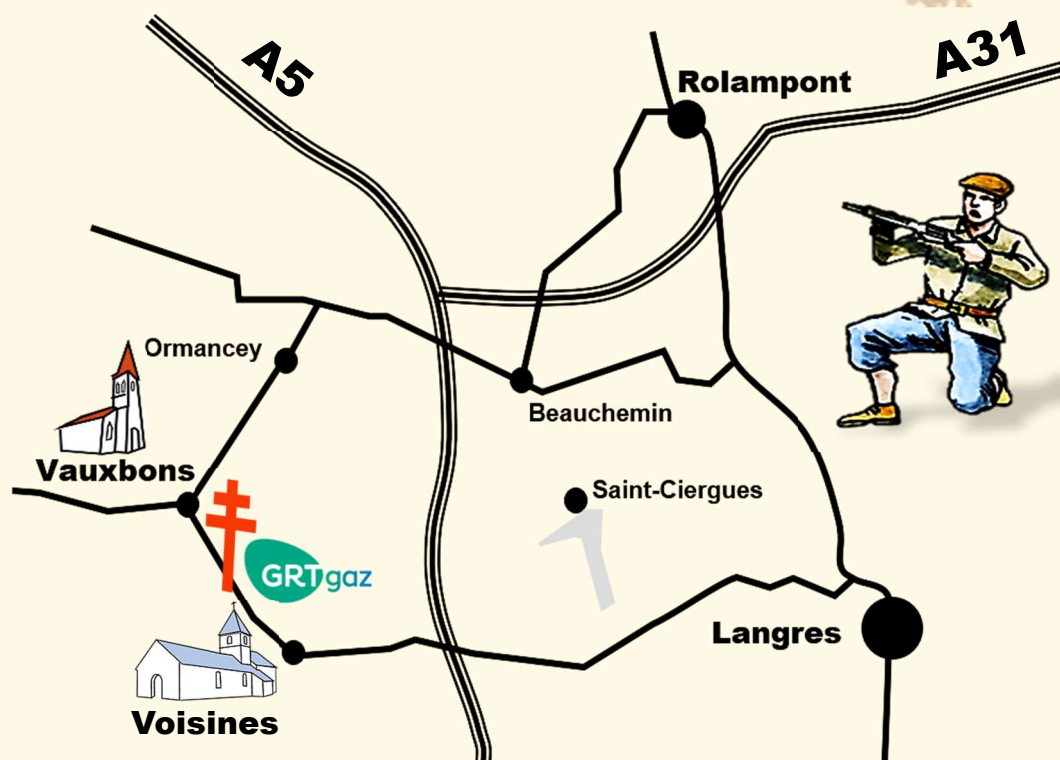 A5
A31
Rolampont
Ormancey
Beauchemin
Vauxbons
Saint-Ciergues
GRTgaz
Langres
Voisines